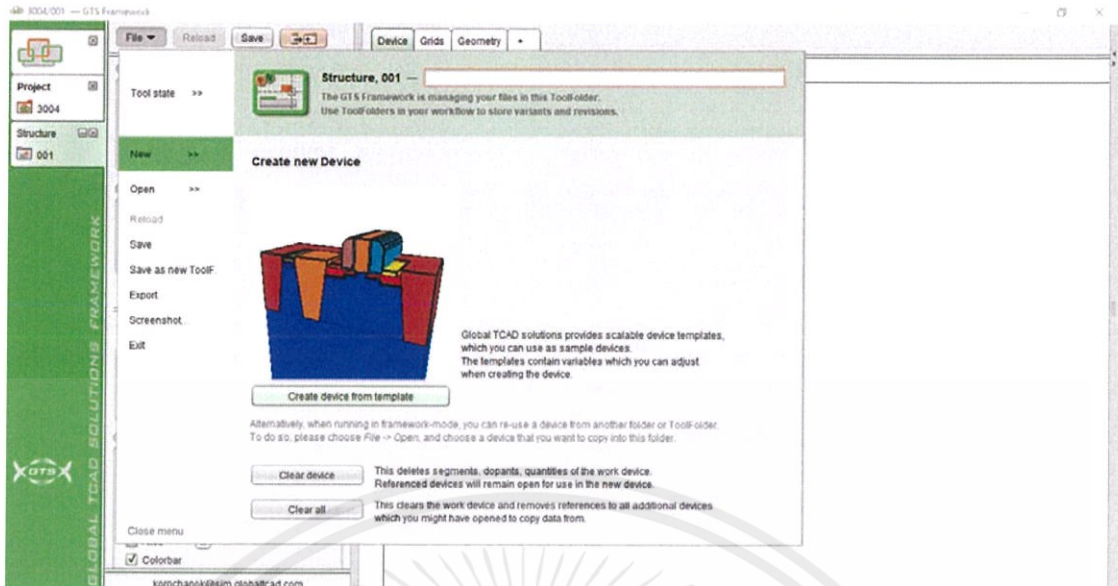 3004/001 — GTS Framework
File
Reload
Save
Device
Grids
Geometry
+
Project
3004
Structure
001
GLOBAL TCAD SOLUTIONS FRAMEWORK
GTS
Tool state >>
New >>
Open >>
Reload
Save
Save as new ToolF.
Export
Screenshot.
Exit
Close menu
Structure, 001 —
The GTS Framework is managing your files in this ToolFolder.
Use ToolFolders in your workflow to store variants and revisions.
Create new Device
Global TCAD solutions provides scalable device templates,
which you can use as sample devices.
The templates contain variables which you can adjust
when creating the device.
Create device from template
Alternatively, when running in framework-mode, you can re-use a device from another folder or ToolFolder.
To do so, please choose File -> Open, and choose a device that you want to copy into this folder.
Clear device
This deletes segments, dopants, quantities of the work device.
Referenced devices will remain open for use in the new device.
Clear all
This clears the work device and removes references to all additional devices
which you might have opened to copy data from.
Colorbar